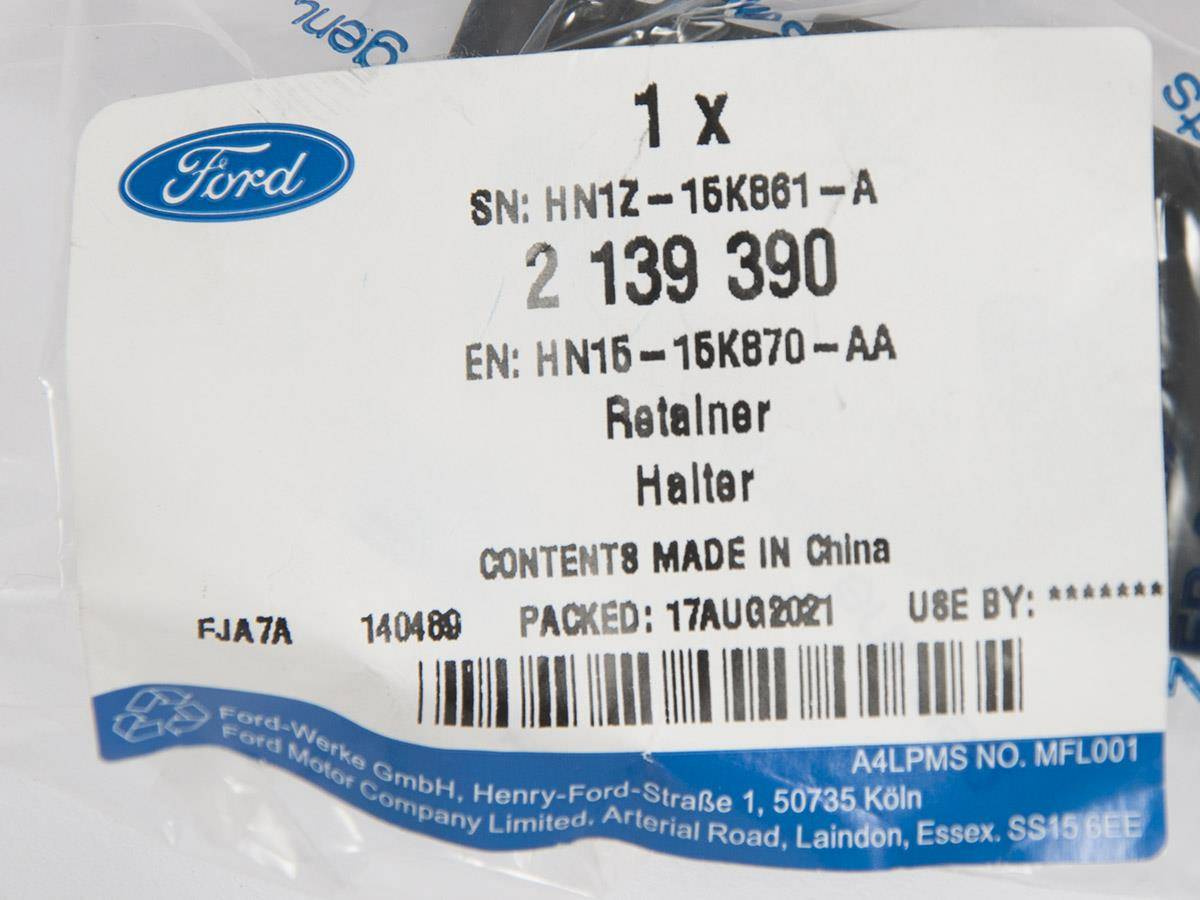 genu
Ford
1 x
SN: HN1Z-15K861-A
2 139 390
EN: HN15-15K870-AA
Retainer
Halter
CONTENTS MADE IN China
FJA7A 140489 PACKED: 17AUG2021 USE BY: *******
A4LPMS NO. MFL001
Ford-Werke GmbH, Henry-Ford-Straße 1, 50735 Köln
Ford Motor Company Limited. Arterial Road, Laindon, Essex. SS15 6EE